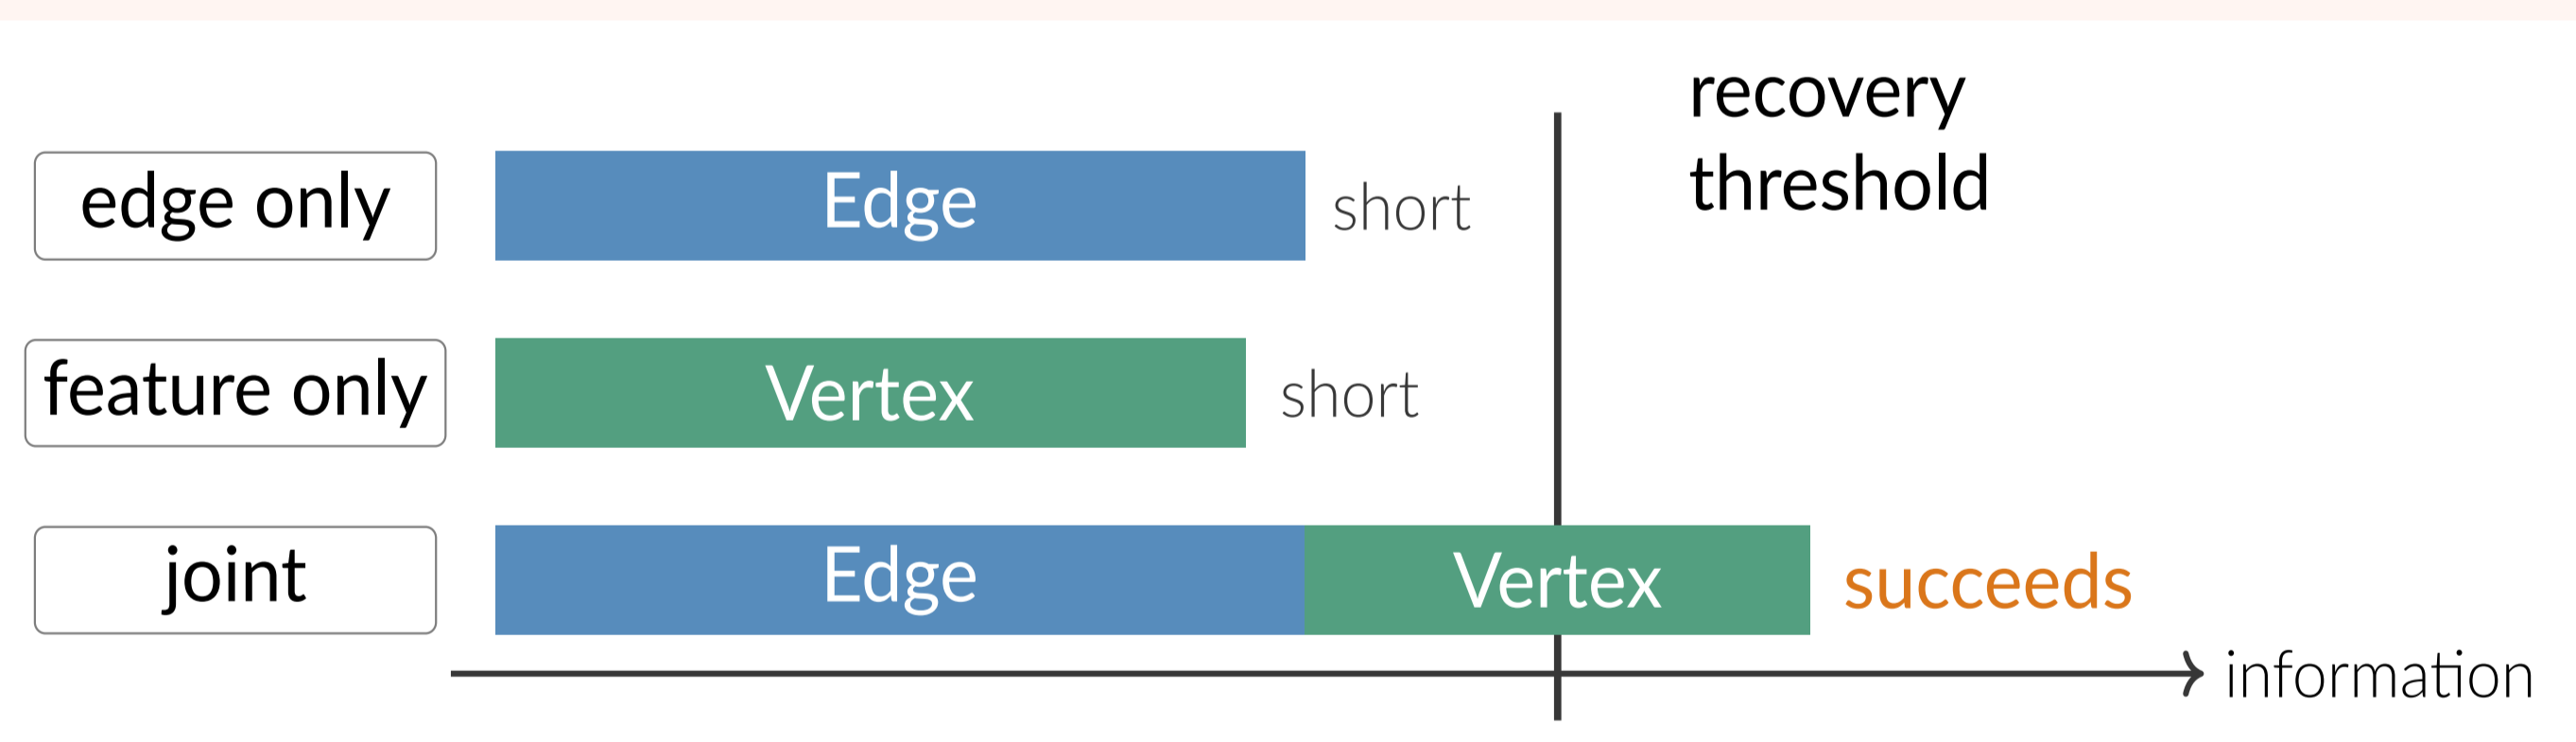 recovery
threshold
edge only
Edge
short
feature only
Vertex
short
joint
Edge
Vertex
succeeds
information